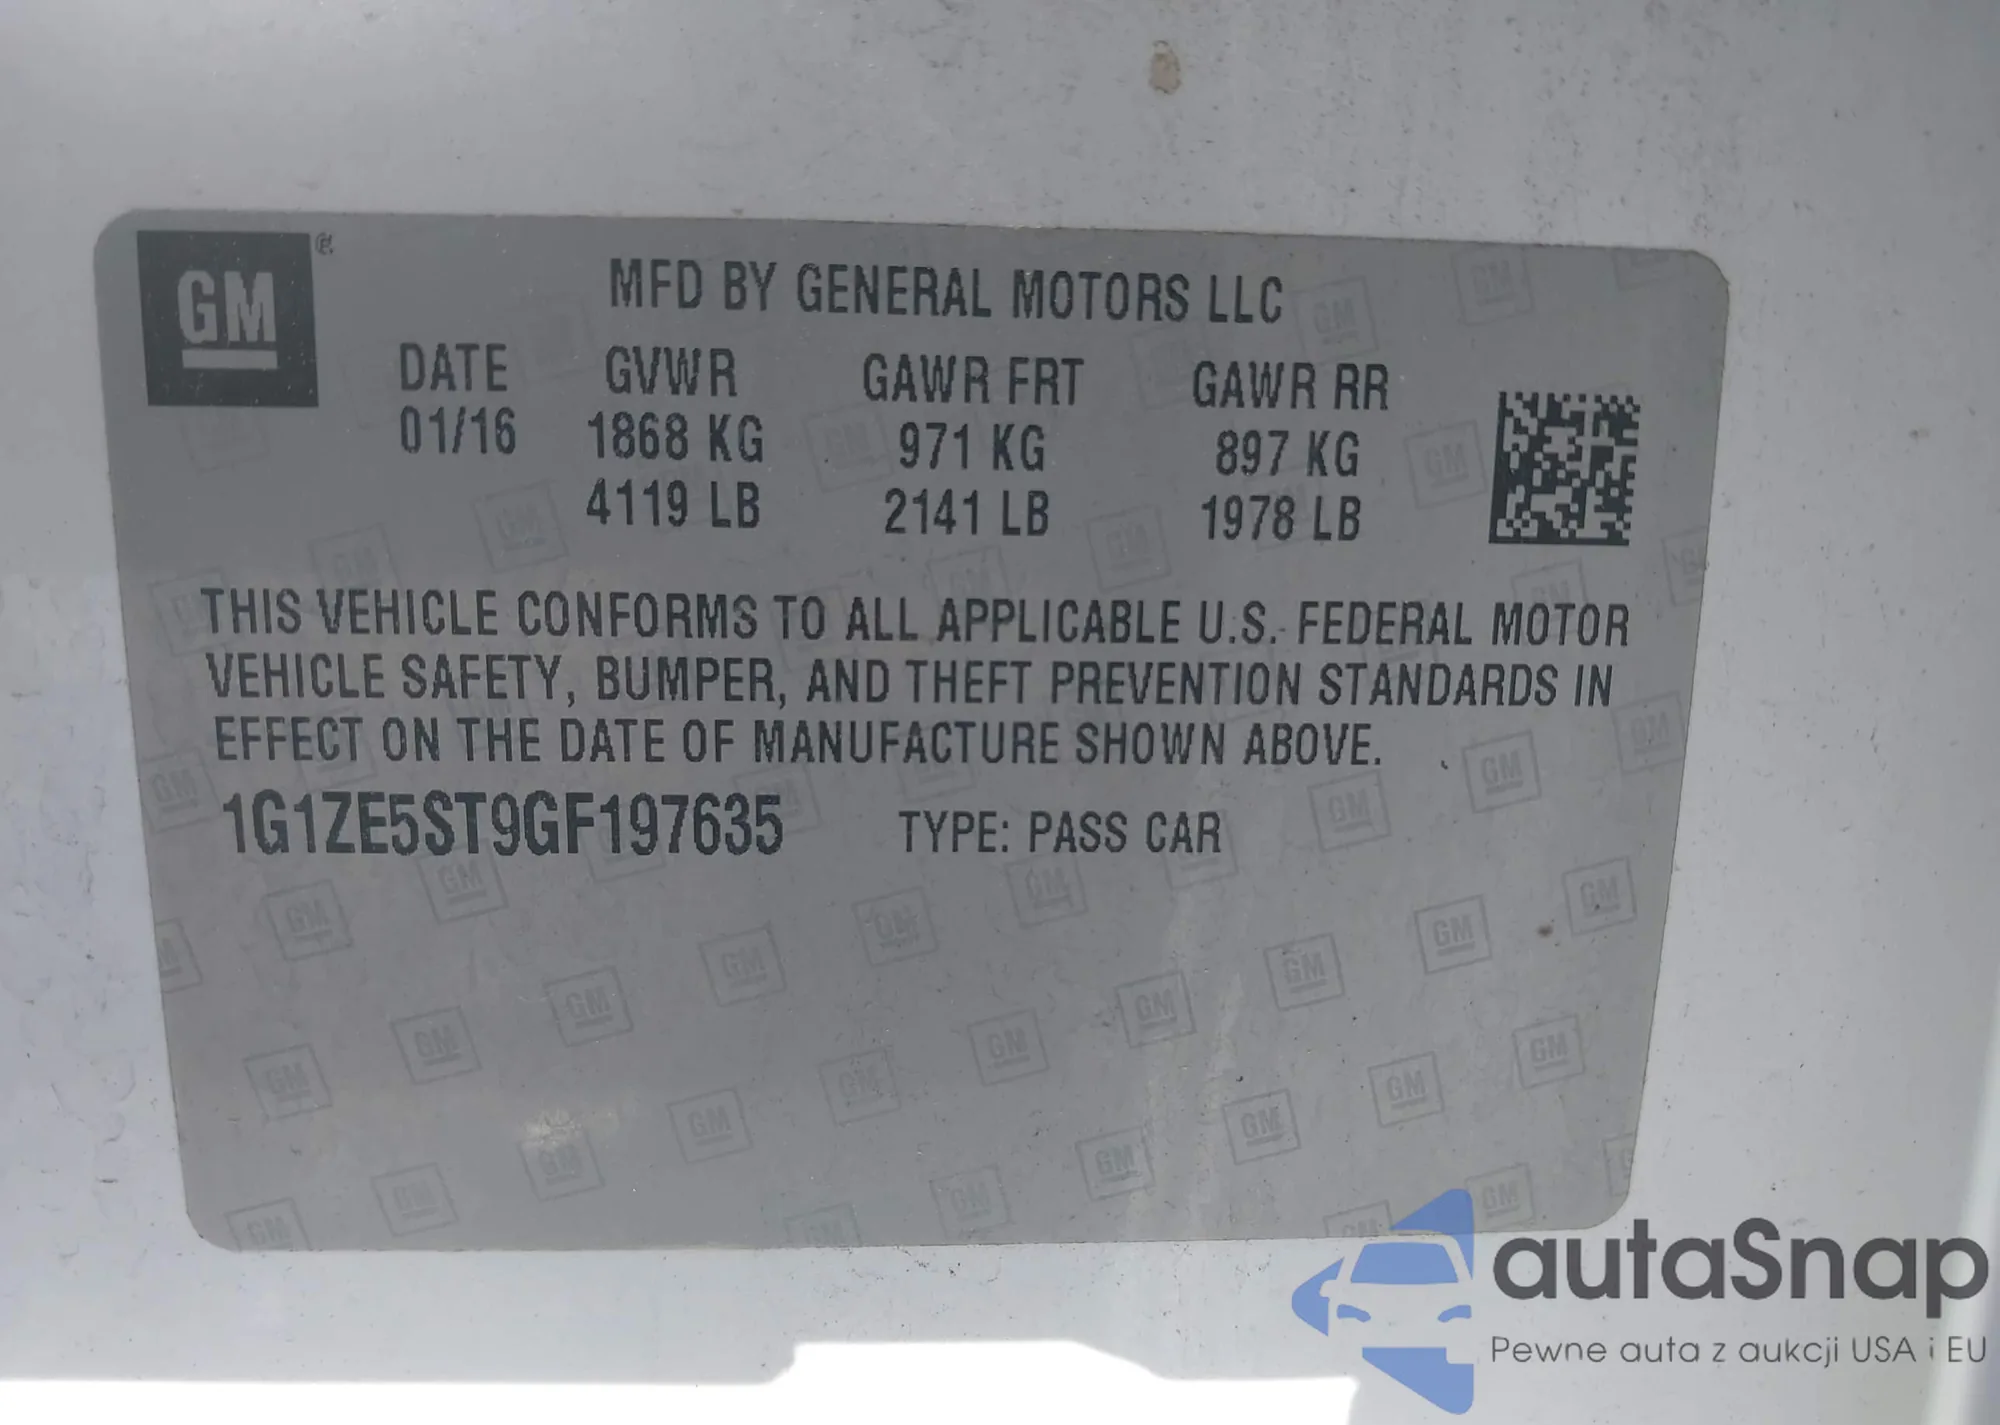 GM
MFD BY GENERAL MOTORS LLC
DATE GVWR GAWR FRT GAWR RR
01/16 1868 KG 971 KG 897 KG
4119 LB 2141 LB 1978 LB
THIS VEHICLE CONFORMS TO ALL APPLICABLE U.S. FEDERAL MOTOR
VEHICLE SAFETY, BUMPER, AND THEFT PREVENTION STANDARDS IN
EFFECT ON THE DATE OF MANUFACTURE SHOWN ABOVE.
1G1ZE5ST9GF197635 TYPE: PASS CAR
autaSnap
Pewne auta z aukcji USA i EU